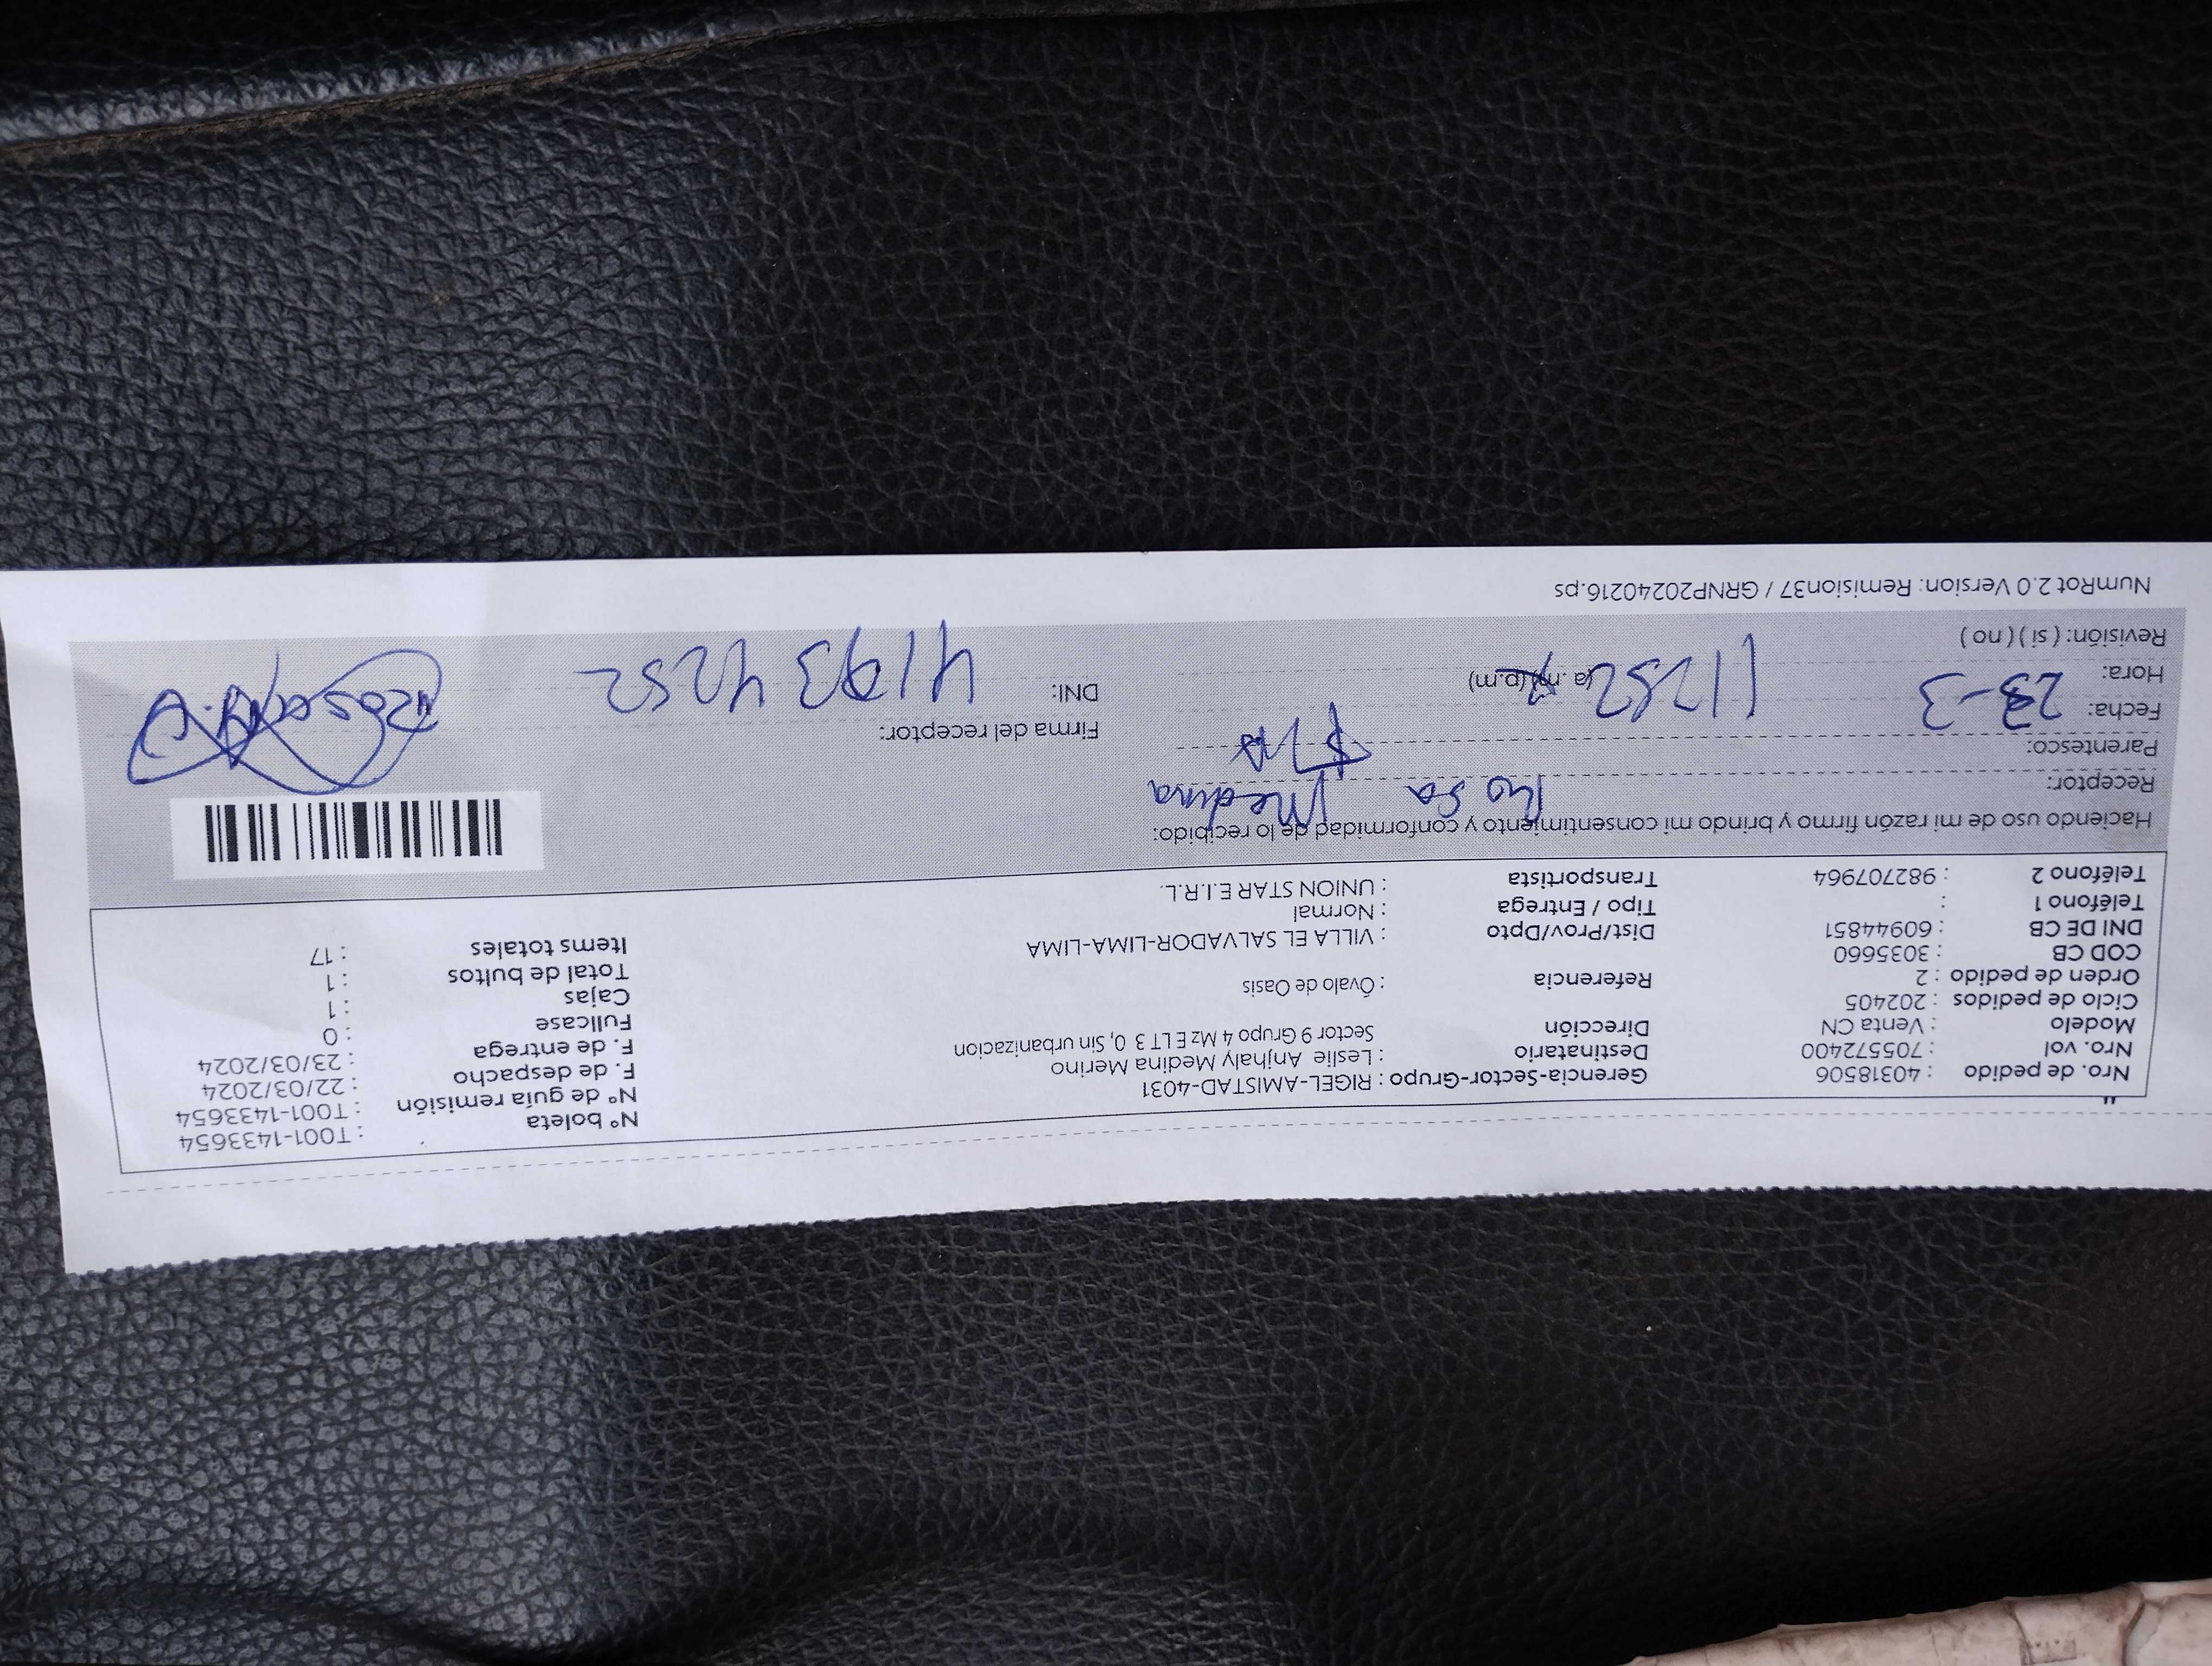 Nro. de pedido : 40318506 Gerencia-Sector-Grupo : RIGEL-AMISTAD-4031 N° boleta : T001-1433654
Nro. vol : 705572400 Destinatario : Leslie Anjhaly Medina Merino N° de guía remisión : T001-1433654
Modelo : Venta CN Dirección Sector 9 Grupo 4 Mz E LT 3 0, Sin urbanizacion F. de despacho : 22/03/2024
Ciclo de pedidos : 202405 F. de entrega : 23/03/2024
Orden de pedido : 2 Referencia : Óvalo de Oasis Fullcase : 0
COD CB : 3035660 Cajas : 1
DNI DE CB : 60944851 Dist/Prov/Dpto : VILLA EL SALVADOR-LIMA-LIMA Total de bultos : 1
Teléfono 1 : Tipo / Entrega : Normal Items totales : 17
Teléfono 2 : 982707964 Transportista : UNION STAR E.I.R.L.
Haciendo uso de mi razón firmo y brindo mi consentimiento y conformidad de lo recibido:
Receptor: Rosa Medina
Parentesco:
Fecha: 23-3 Firma del receptor: Rosa
Hora: (a. m) (p.m) DNI: 41934252
Revisión: ( si ) ( no )
NumRot 2.0 Version: Remision37 / GRNP20240216.ps